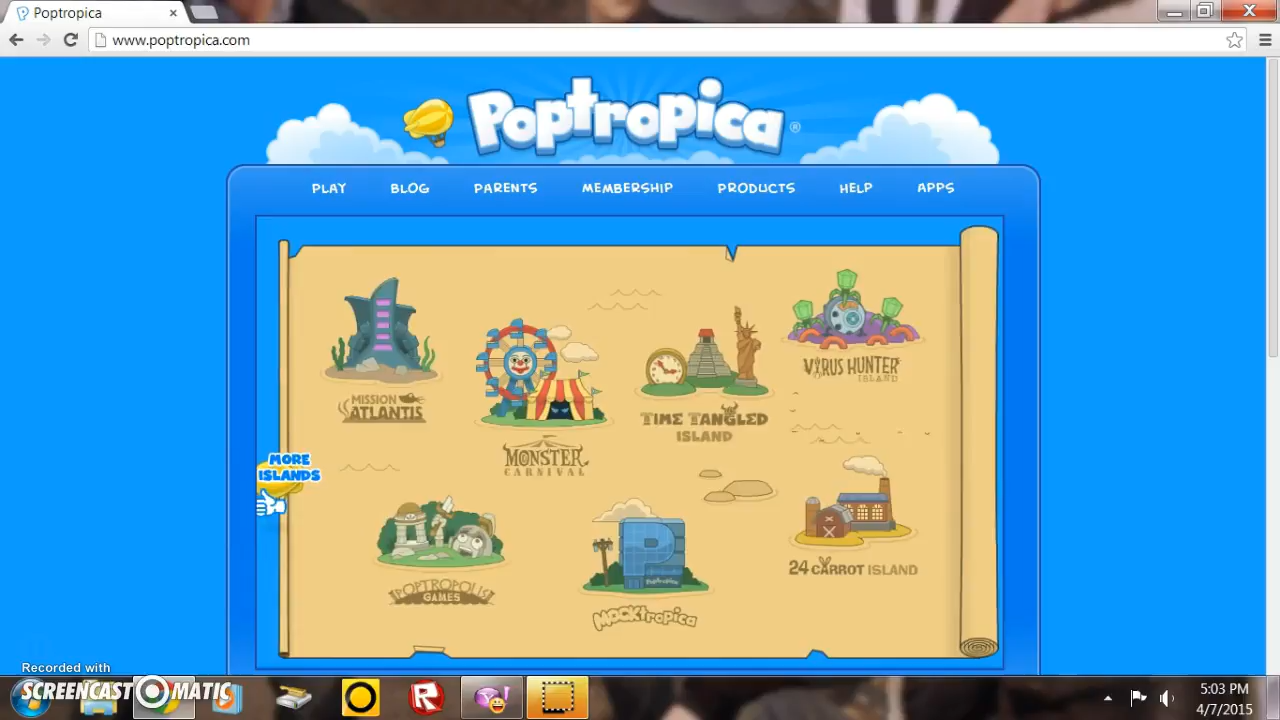 Poptropica
www.poptropica.com
Poptropica®
PLAY BLOG PARENTS MEMBERSHIP PRODUCTS HELP APPS
MISSION
ATLANTIS
MONSTER
CARNIVAL
TIME TANGLED
ISLAND
VIRUS HUNTER
ISLAND
MORE
ISLANDS
POPTROPOLIS
GAMES
P
Poptropica
MOCKTROPICA
24 CARROT ISLAND
Recorded with
SCREENCAST MATIC
5:03 PM
4/7/2015